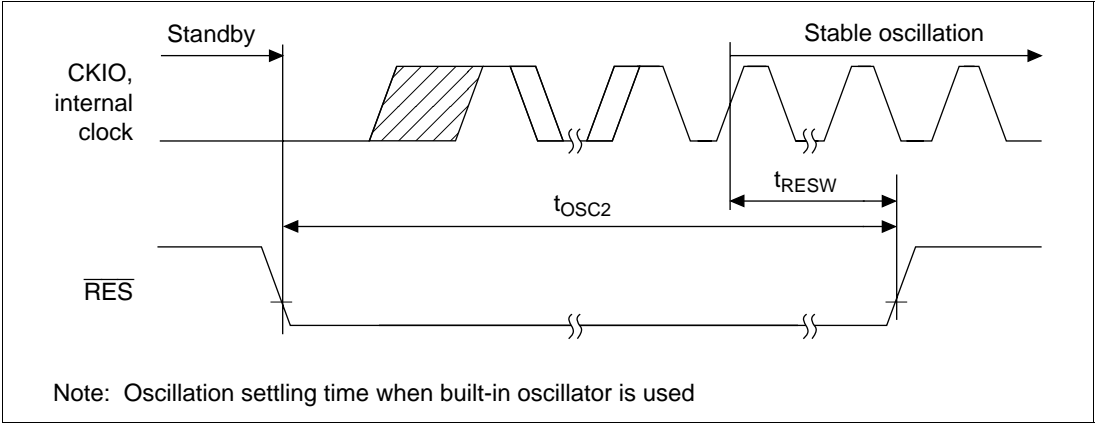 Standby
Stable oscillation
CKIO,
internal
clock
tRESW
tOSC2
RES
Note: Oscillation settling time when built-in oscillator is used